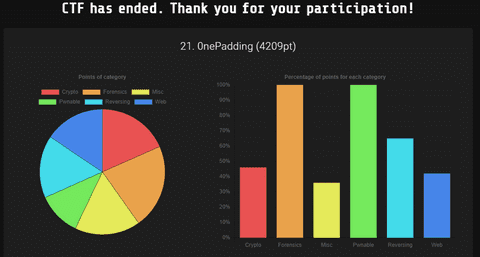 CTF has ended. Thank you for your participation!
21. 0nePadding (4209pt)
Points of category
Crypto Forensics Misc
Pwnable Reversing Web
Percentage of points for each category
100%
90%
80%
70%
60%
50%
40%
30%
20%
10%
0%
Crypto Forensics Misc Pwnable Reversing Web